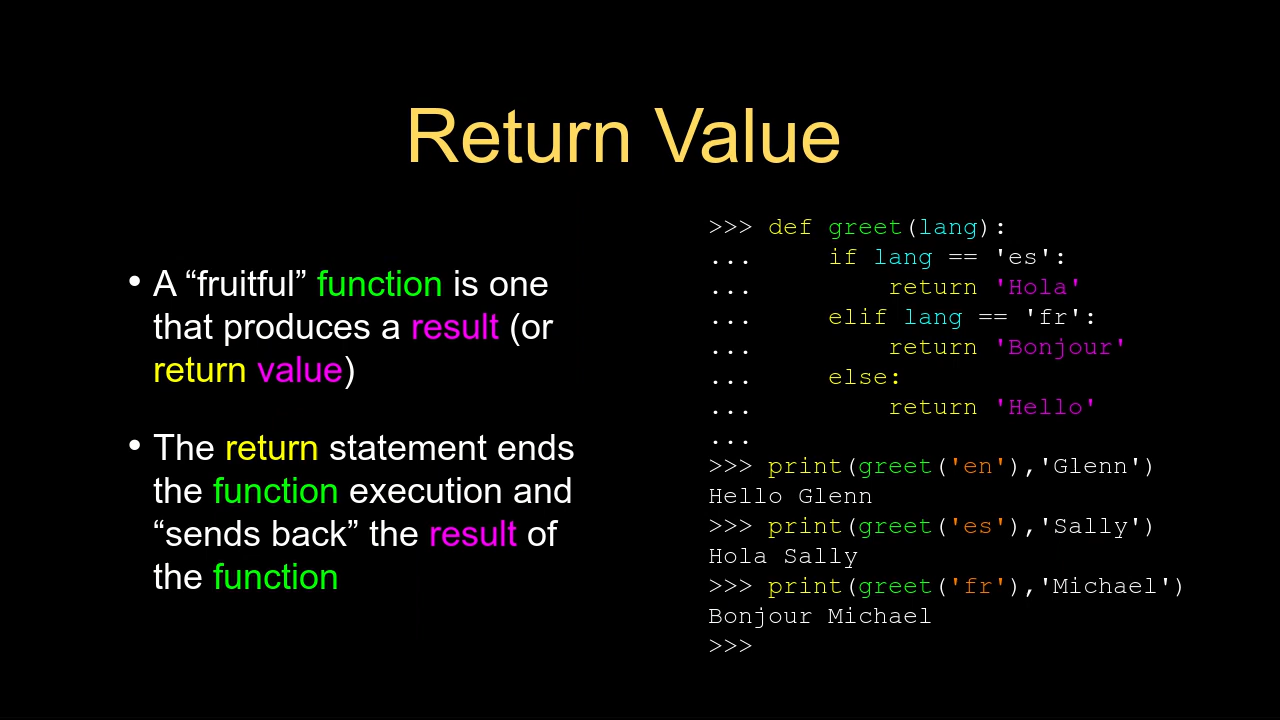 Return Value
• A “fruitful” function is one
that produces a result (or
return value)
• The return statement ends
the function execution and
“sends back” the result of
the function
>>> def greet(lang):
...     if lang == 'es':
...         return 'Hola'
...     elif lang == 'fr':
...         return 'Bonjour'
...     else:
...         return 'Hello'
...
>>> print(greet('en'),'Glenn')
Hello Glenn
>>> print(greet('es'),'Sally')
Hola Sally
>>> print(greet('fr'),'Michael')
Bonjour Michael
>>>